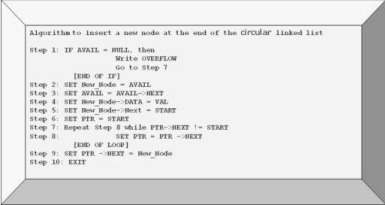 Algorithm to insert a new node at the end of the circular linked list
Step 1: IF AVAIL = NULL, then
Write OVERFLOW
Go to Step 7
[END OF IF]
Step 2: SET New_Node = AVAIL
Step 3: SET AVAIL = AVAIL->NEXT
Step 4: SET New_Node->DATA = VAL
Step 5: SET New_Node->Next = START
Step 6: SET PTR = START
Step 7: Repeat Step 8 while PTR->NEXT != START
Step 8: SET PTR = PTR ->NEXT
[END OF LOOP]
Step 9: SET PTR ->NEXT = New_Node
Step 10: EXIT